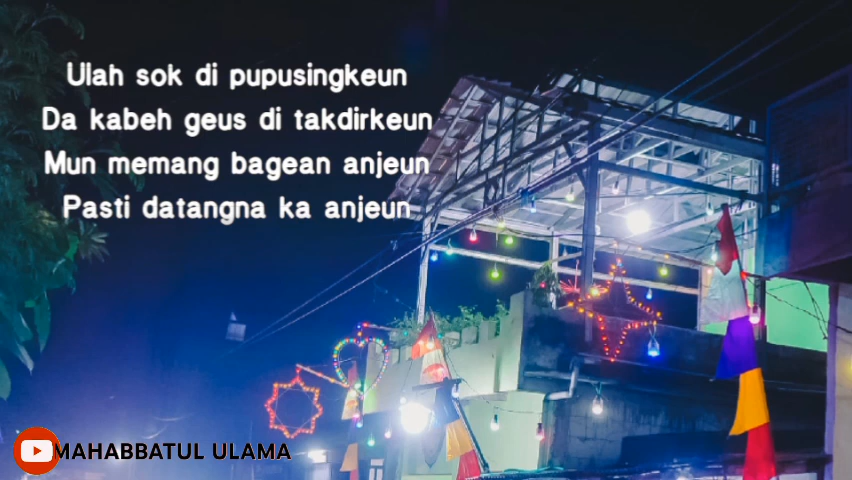 Ulah sok di pupusingkeun
Da kabeh geus di takdirkeun
Mun memang bagean anjeun
Pasti datangna ka anjeun
MAHABBATUL ULAMA